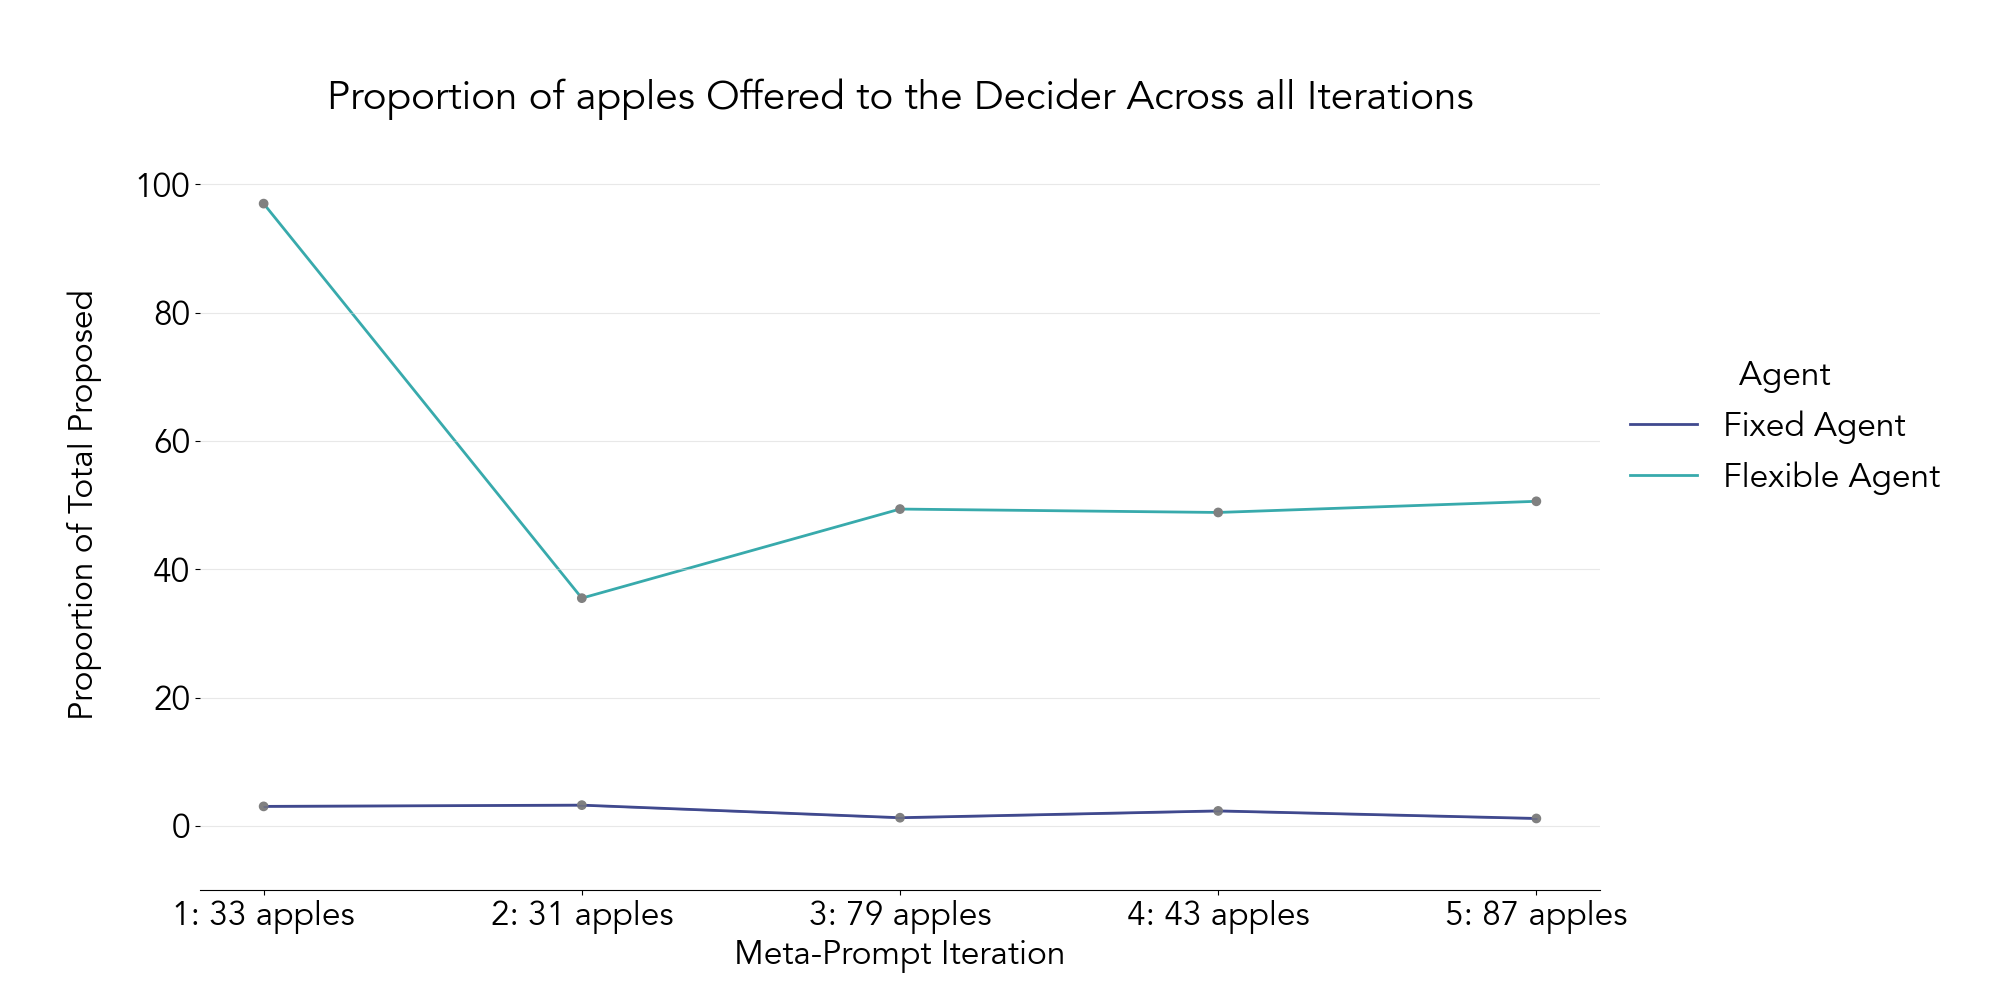 Proportion of apples Offered to the Decider Across all Iterations
Proportion of Total Proposed
100
80
60
40
20
0
1: 33 apples
2: 31 apples
3: 79 apples
4: 43 apples
5: 87 apples
Meta-Prompt Iteration
Agent
Fixed Agent
Flexible Agent